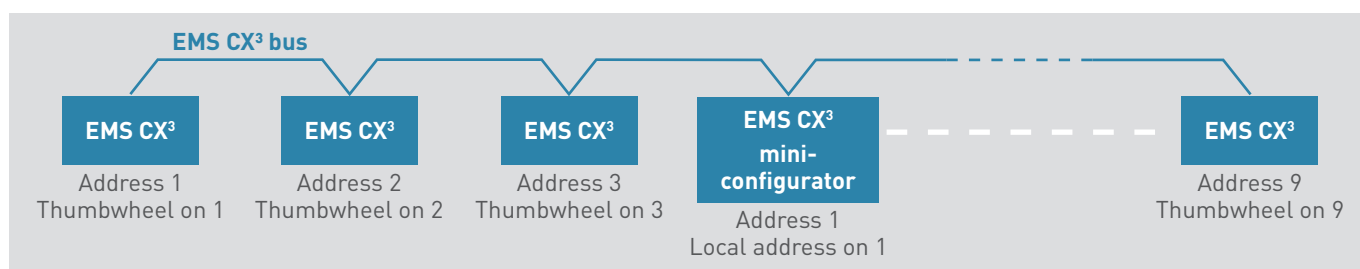 EMS CX³ bus
EMS CX³
Address 1
Thumbwheel on 1
EMS CX³
Address 2
Thumbwheel on 2
EMS CX³
Address 3
Thumbwheel on 3
EMS CX³
mini-
configurator
Address 1
Local address on 1
EMS CX³
Address 9
Thumbwheel on 9